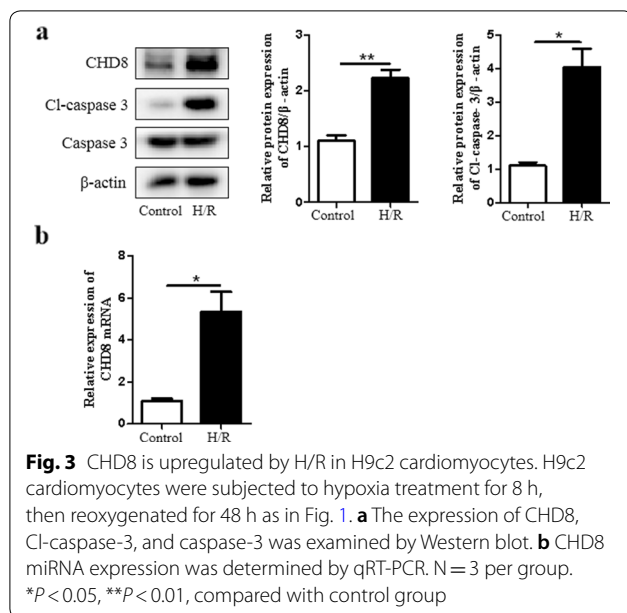 a
CHD8
Cl-caspase 3
Caspase 3
β-actin
Control H/R
Relative protein expression
of CHD8/β-actin
3
2
1
0
**
Control H/R
Relative protein expression
of Cl-caspase-3/β-actin
5
4
3
2
1
0
*
Control H/R
b
Relative expression of
CHD8 mRNA
8
6
4
2
0
*
Control H/R
Fig. 3 CHD8 is upregulated by H/R in H9c2 cardiomyocytes. H9c2
cardiomyocytes were subjected to hypoxia treatment for 8 h,
then reoxygenated for 48 h as in Fig. 1. a The expression of CHD8,
Cl-caspase-3, and caspase-3 was examined by Western blot. b CHD8
miRNA expression was determined by qRT-PCR. N = 3 per group.
*P < 0.05, **P < 0.01, compared with control group